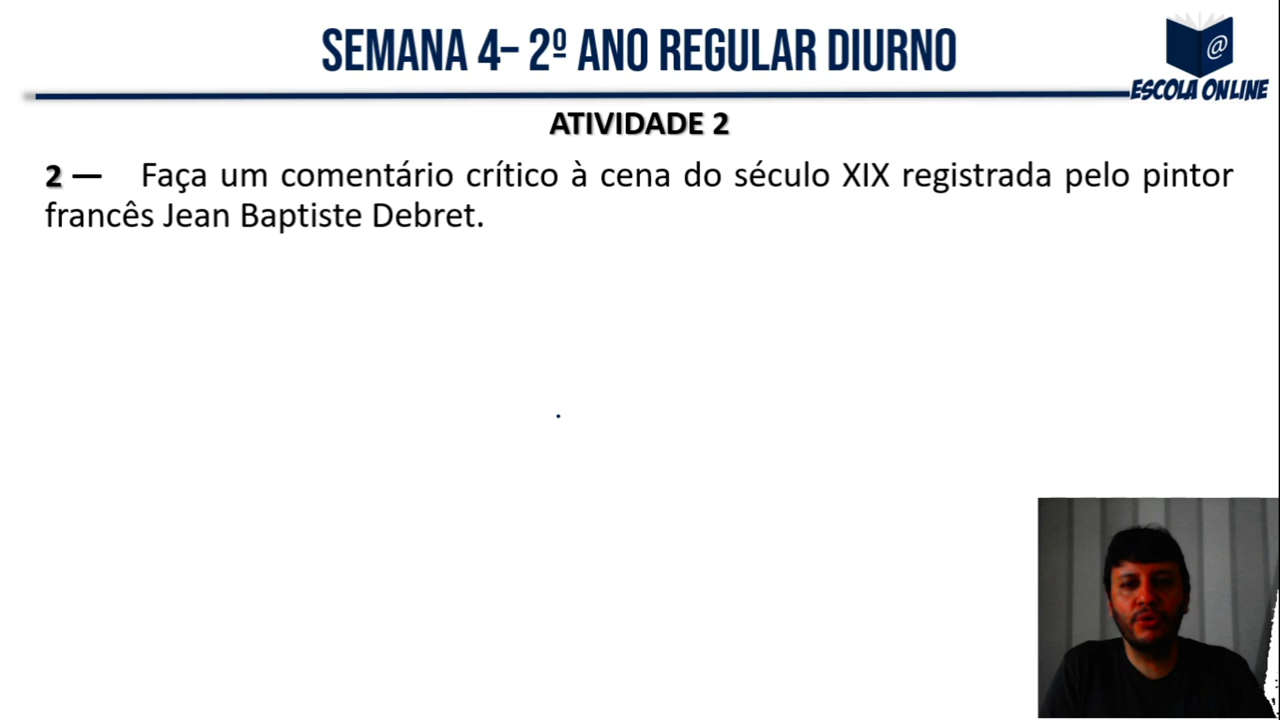 SEMANA 4– 2º ANO REGULAR DIURNO
@
ESCOLA ONLINE
ATIVIDADE 2
2 — Faça um comentário crítico à cena do século XIX registrada pelo pintor
francês Jean Baptiste Debret.